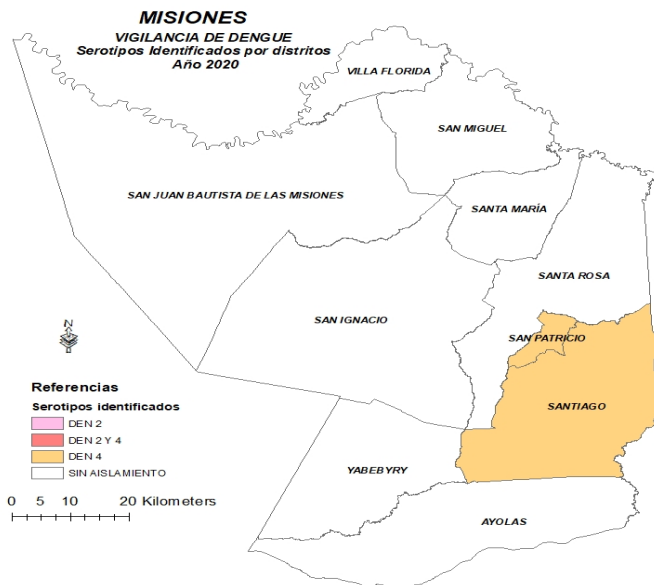 MISIONES
VIGILANCIA DE DENGUE
Serotipos Identificados por distritos
Año 2020
VILLA FLORIDA
SAN MIGUEL
SAN JUAN BAUTISTA DE LAS MISIONES
SANTA MARÍA
SANTA ROSA
SAN IGNACIO
SAN PATRICIO
N
SANTIAGO
YABEBYRY
AYOLAS
Referencias
Serotipos identificados
DEN 2
DEN 2 Y 4
DEN 4
SIN AISLAMIENTO
0 5 10 20 Kilometers